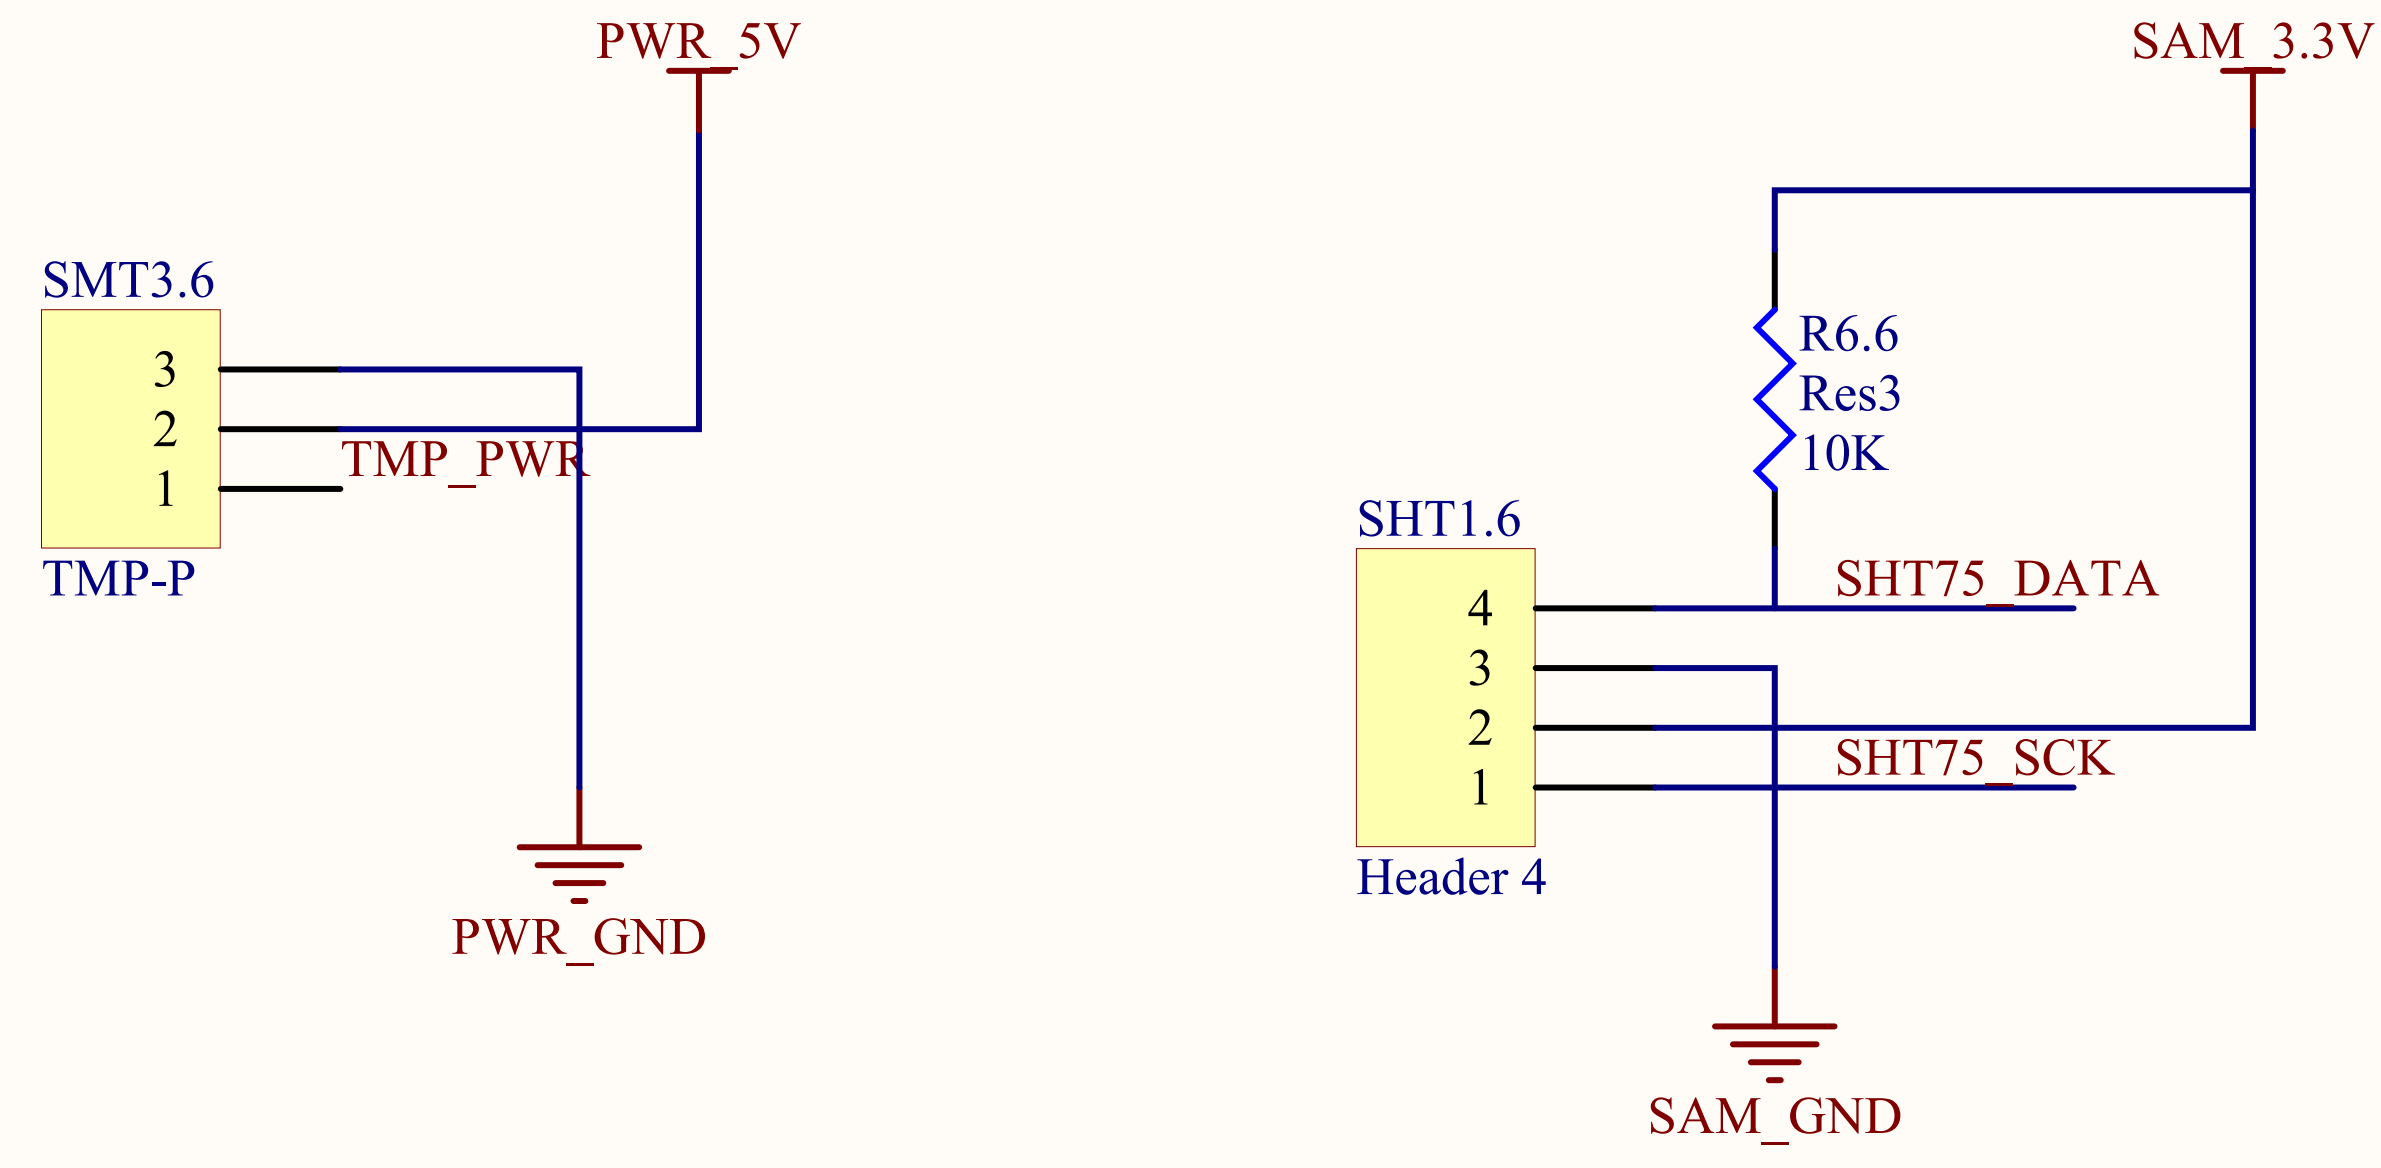 PWR_5V
SMT3.6
3
2
TMP_PWR
1
TMP-P
PWR_GND
SAM_3.3V
R6.6
Res3
10K
SHT1.6
SHT75_DATA
4
3
2
SHT75_SCK
1
Header 4
SAM_GND